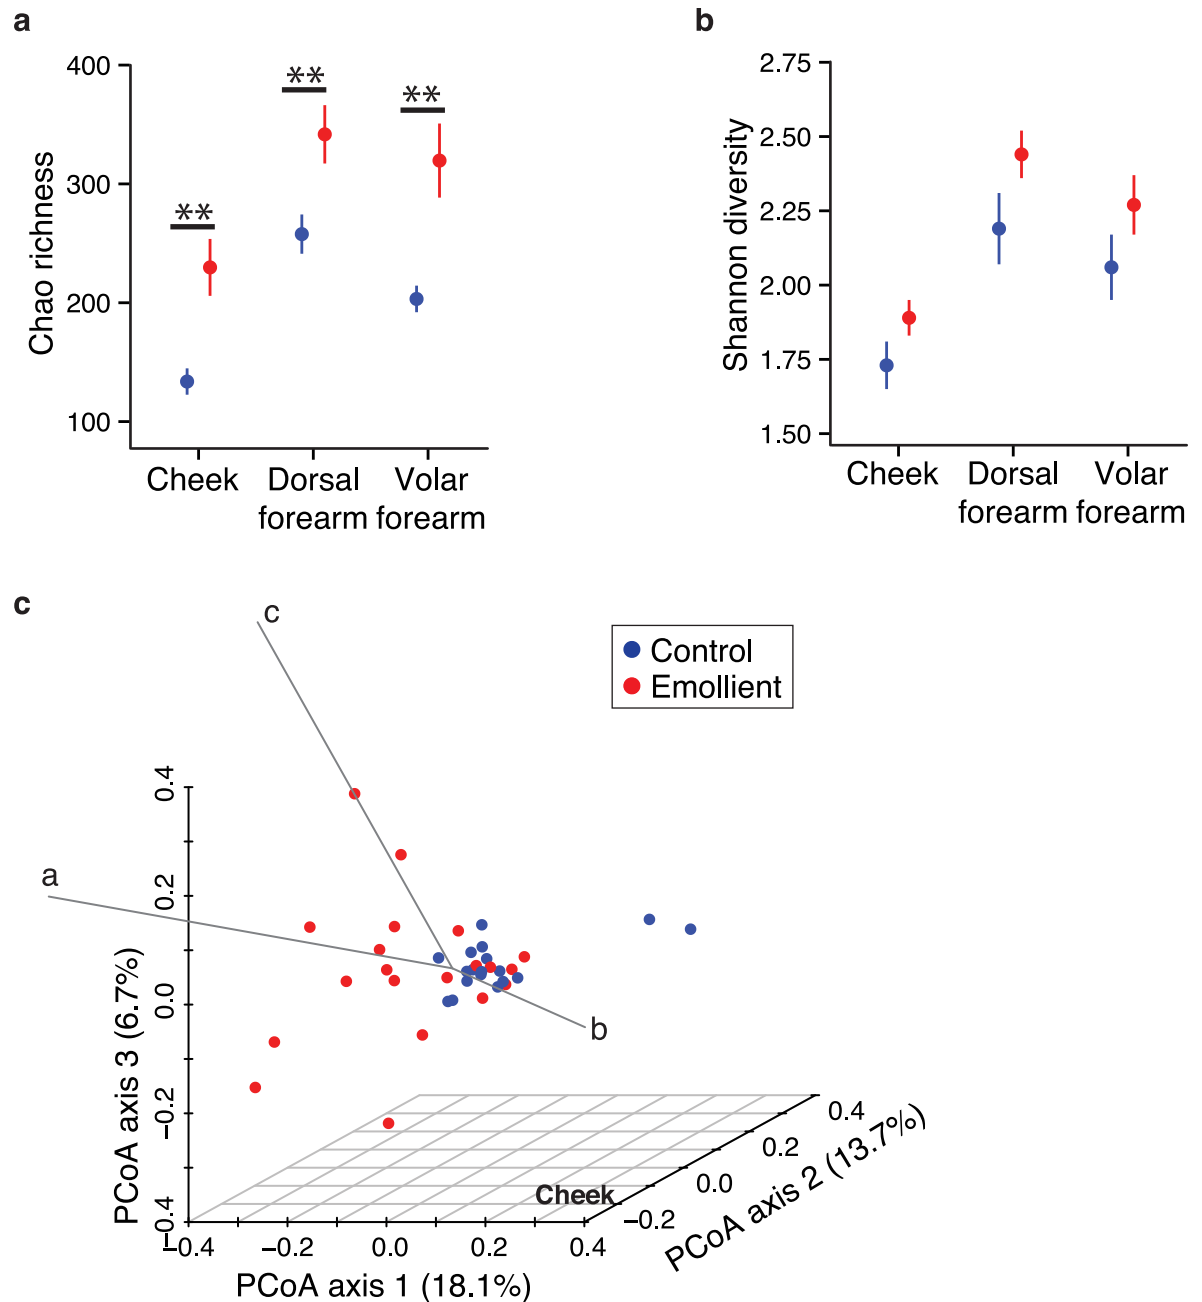 a
400
300
200
100
Chao richness
**
**
**
Cheek
Dorsal
forearm
Volar
forearm
b
2.75
2.50
2.25
2.00
1.75
1.50
Shannon diversity
Cheek
Dorsal
forearm
Volar
forearm
c
c
a
b
Control
Emollient
PCoA axis 3 (6.7%)
0.4
0.2
0.0
−0.2
−0.4
−0.4
−0.2
0.0
0.2
0.4
PCoA axis 1 (18.1%)
Cheek
−0.2
0.0
0.2
0.4
PCoA axis 2 (13.7%)